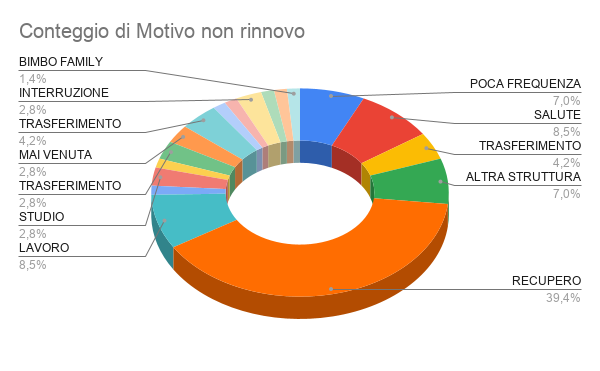 Conteggio di Motivo non rinnovo
BIMBO FAMILY
1,4%
INTERRUZIONE
2,8%
TRASFERIMENTO
4,2%
MAI VENUTA
2,8%
TRASFERIMENTO
2,8%
STUDIO
2,8%
LAVORO
8,5%
POCA FREQUENZA
7,0%
SALUTE
8,5%
TRASFERIMENTO
4,2%
ALTRA STRUTTURA
7,0%
RECUPERO
39,4%